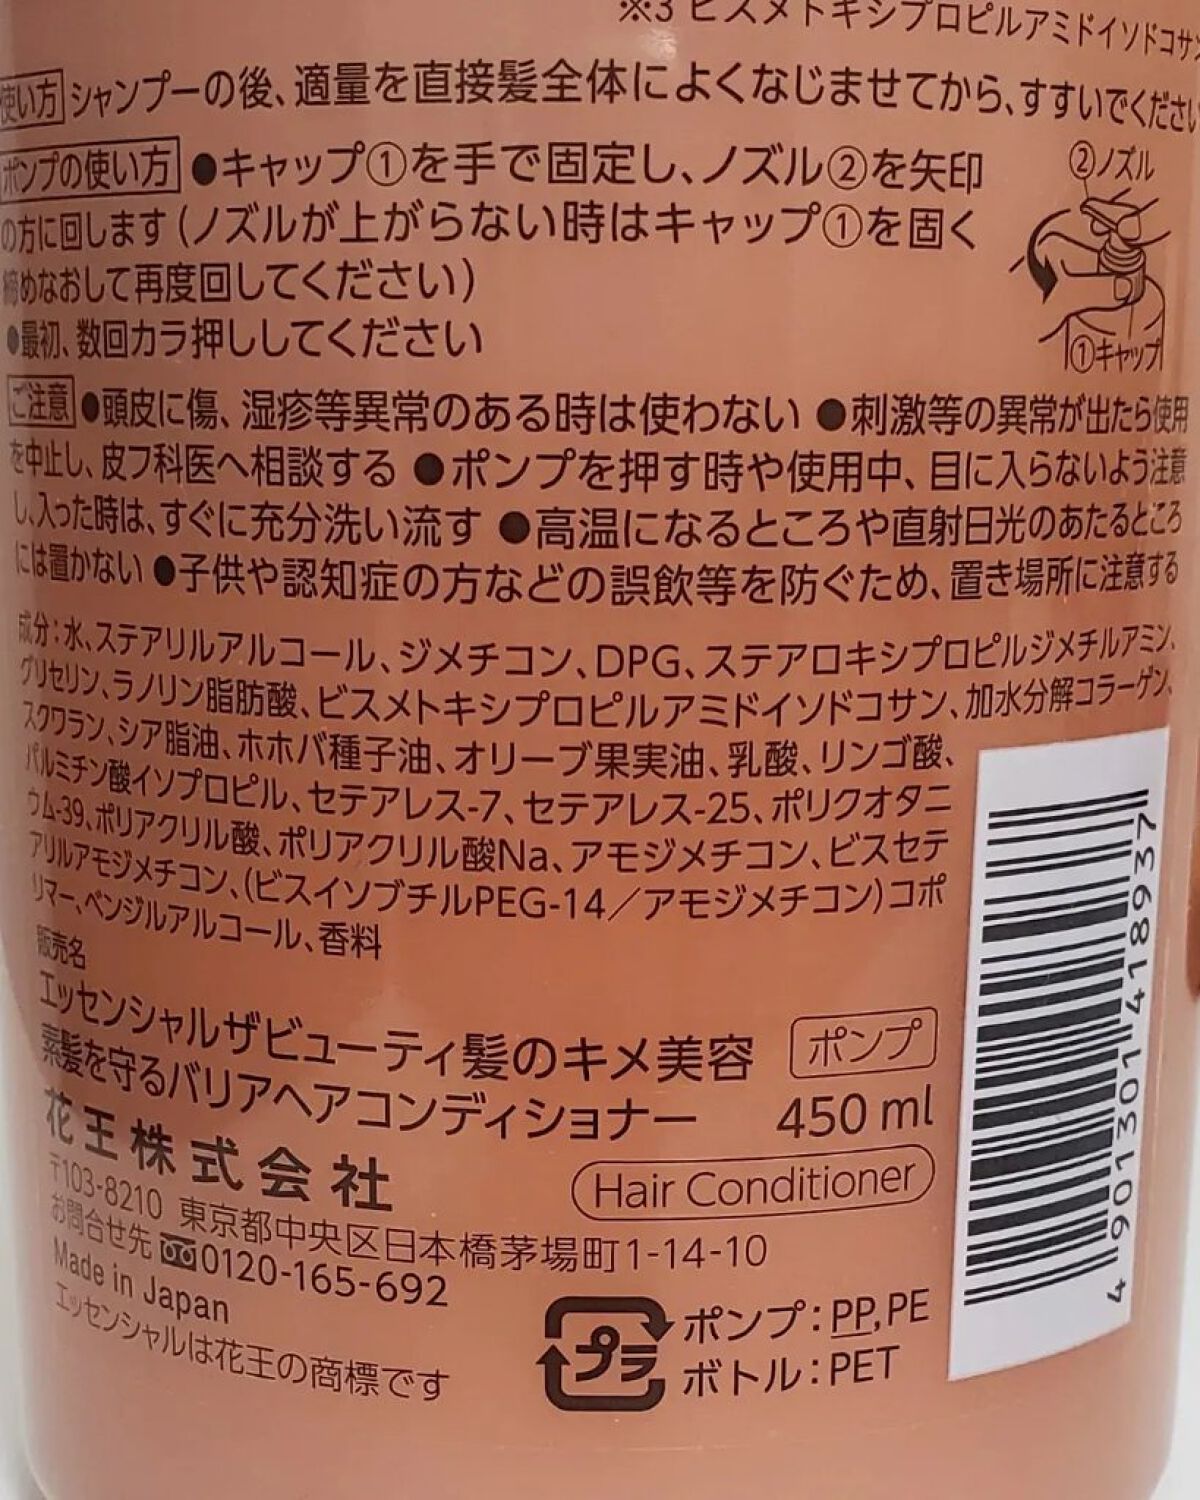 ※3 ビスメトキシプロピルアミドイソドコサン
使い方 シャンプーの後、適量を直接髪全体によくなじませてから、すすいでください
ポンプの使い方 ●キャップ①を手で固定し、ノズル②を矢印
の方に回します(ノズルが上がらない時はキャップ①を固く
締めなおして再度回してください)
●最初、数回カラ押ししてください
②ノズル
①キャップ
ご注意 ●頭皮に傷、湿疹等異常のある時は使わない ●刺激等の異常が出たら使用
を中止し、皮フ科医へ相談する ●ポンプを押す時や使用中、目に入らないよう注意
し、入った時は、すぐに充分洗い流す ●高温になるところや直射日光のあたるところ
には置かない ●子供や認知症の方などの誤飲等を防ぐため、置き場所に注意する
成分：水、ステアリルアルコール、ジメチコン、DPG、ステアロキシプロピルジメチルアミン、
グリセリン、ラノリン脂肪酸、ビスメトキシプロピルアミドイソドコサン、加水分解コラーゲン、
スクワラン、シア脂油、ホホバ種子油、オリーブ果実油、乳酸、リンゴ酸、
パルミチン酸イソプロピル、セテアレス-7、セテアレス-25、ポリクオタニ
ウム-39、ポリアクリル酸、ポリアクリル酸Na、アモジメチコン、ビスセテ
アリルアモジメチコン、(ビスイソブチルPEG-14／アモジメチコン)コポ
リマー、ベンジルアルコール、香料
販売名
エッセンシャルザビューティ髪のキメ美容
素髪を守るバリアヘアコンディショナー
ポンプ
450 ml
花王株式会社
Hair Conditioner
〒103-8210 東京都中央区日本橋茅場町1-14-10
お問合せ先 0120-165-692
Made in Japan
エッセンシャルは花王の商標です
プラ
ポンプ：PP,PE
ボトル：PET
4 901301 418937